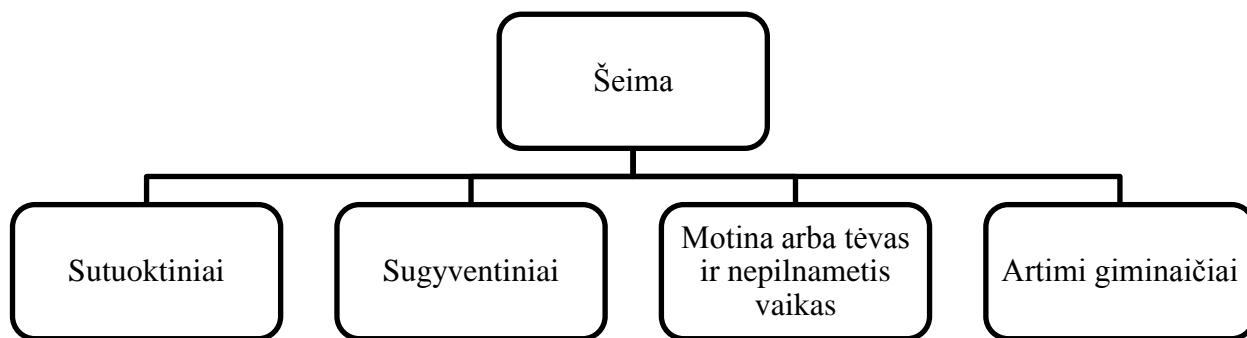 Šeima
Sutuoktiniai
Sugyventiniai
Motina arba tėvas
ir nepilnametis
vaikas
Artimi giminaičiai